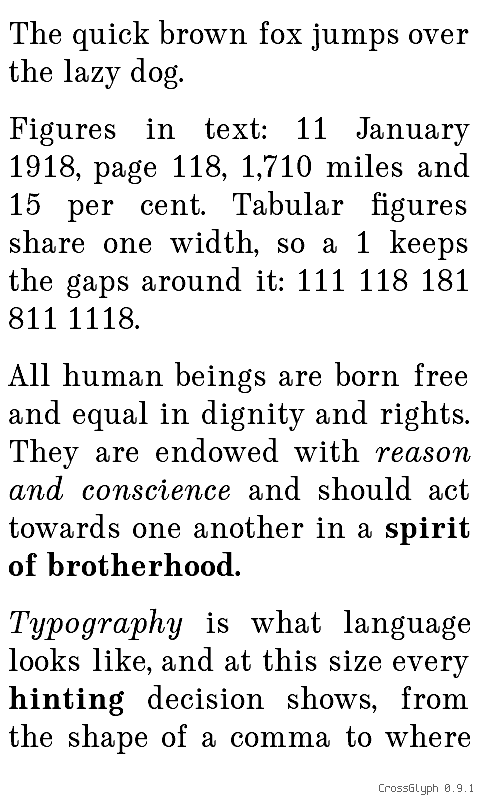 The quick brown fox jumps over
the lazy dog.
Figures in text: 11 January
1918, page 118, 1,710 miles and
15 per cent. Tabular figures
share one width, so a 1 keeps
the gaps around it: 111 118 181
811 1118.
All human beings are born free
and equal in dignity and rights.
They are endowed with reason
and conscience and should act
towards one another in a spirit
of brotherhood.
Typography is what language
looks like, and at this size every
hinting decision shows, from
the shape of a comma to where
CrossGlyph 0.9.1